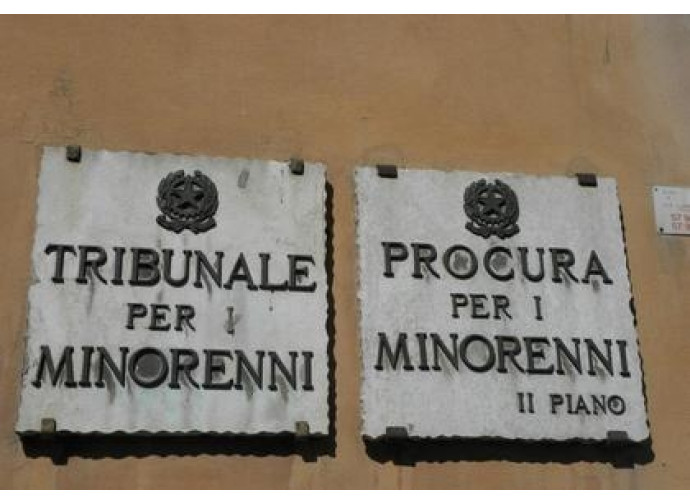 TRIBUNALE
PER I
MINORENNI
PROCURA
PER I
MINORENNI
II PIANO